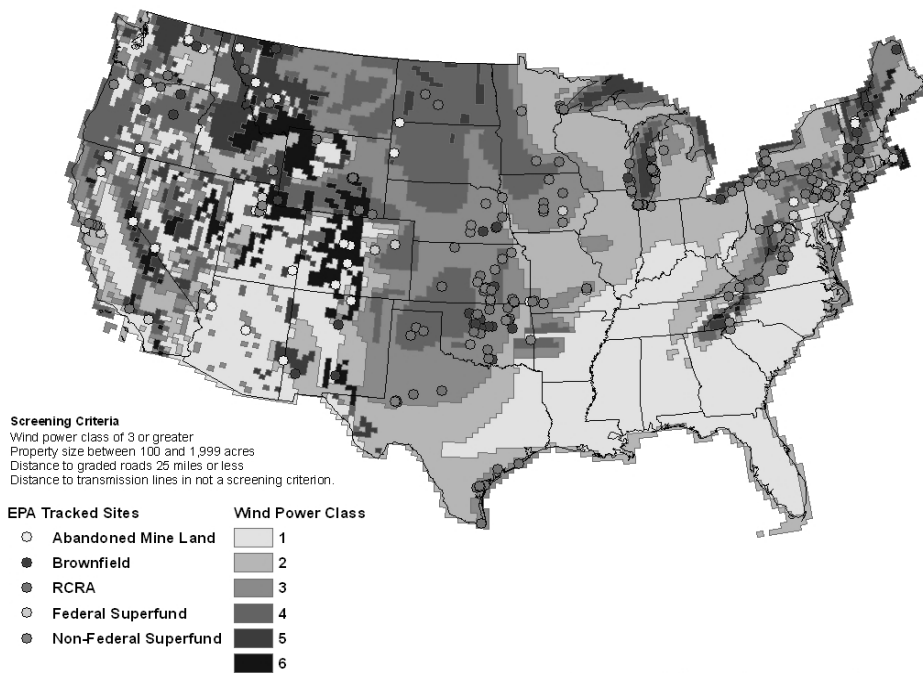 Screening Criteria
Wind power class of 3 or greater
Property size between 100 and 1,999 acres
Distance to graded roads 25 miles or less
Distance to transmission lines in not a screening criterion.
EPA Tracked Sites
Abandoned Mine Land
Brownfield
RCRA
Federal Superfund
Non-Federal Superfund
Wind Power Class
1
2
3
4
5
6